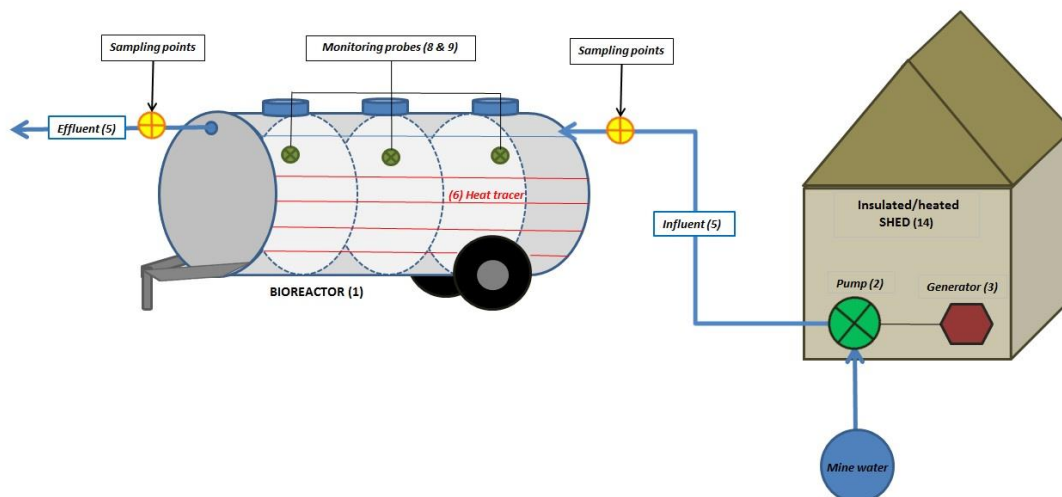 Sampling points
Monitoring probes (8 & 9)
Sampling points
Effluent (5)
(6) Heat tracer
Influent (5)
Insulated/heated
SHED (14)
BIOREACTOR (1)
Pump (2)
Generator (3)
Mine water